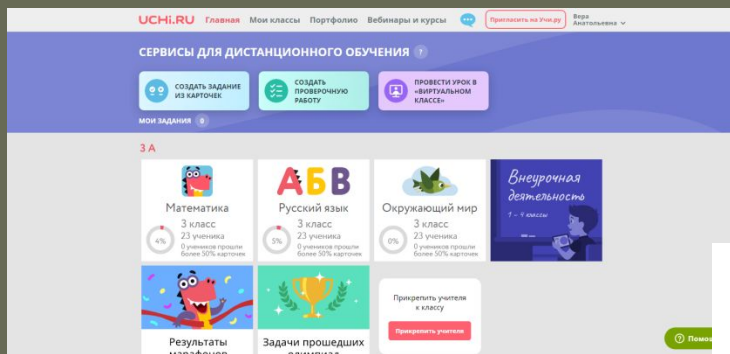 UCHi.RU Главная Мои классы Портфолио Вебинары и курсы Пригласить на Учи.ру Вера Анатольевна
СЕРВИСЫ ДЛЯ ДИСТАНЦИОННОГО ОБУЧЕНИЯ ?
СОЗДАТЬ ЗАДАНИЕ
ИЗ КАРТОЧЕК
СОЗДАТЬ
ПРОВЕРОЧНУЮ
РАБОТУ
ПРОВЕСТИ УРОК В
«ВИРТУАЛЬНОМ
КЛАССЕ»
МОИ ЗАДАНИЯ 0
3 А
Математика
3 класс
4% 23 ученика
0 учеников прошли
более 50% карточек
АБВ
Русский язык
3 класс
5% 23 ученика
0 учеников прошли
более 50% карточек
Окружающий мир
3 класс
0% 23 ученика
0 учеников прошли
более 50% карточек
Внеурочная
деятельность
1 – 4 классы
Результаты
марафонов
Задачи прошедших
олимпиад
Прикрепить учителя
к классу
Прикрепить учителя
? Помощ